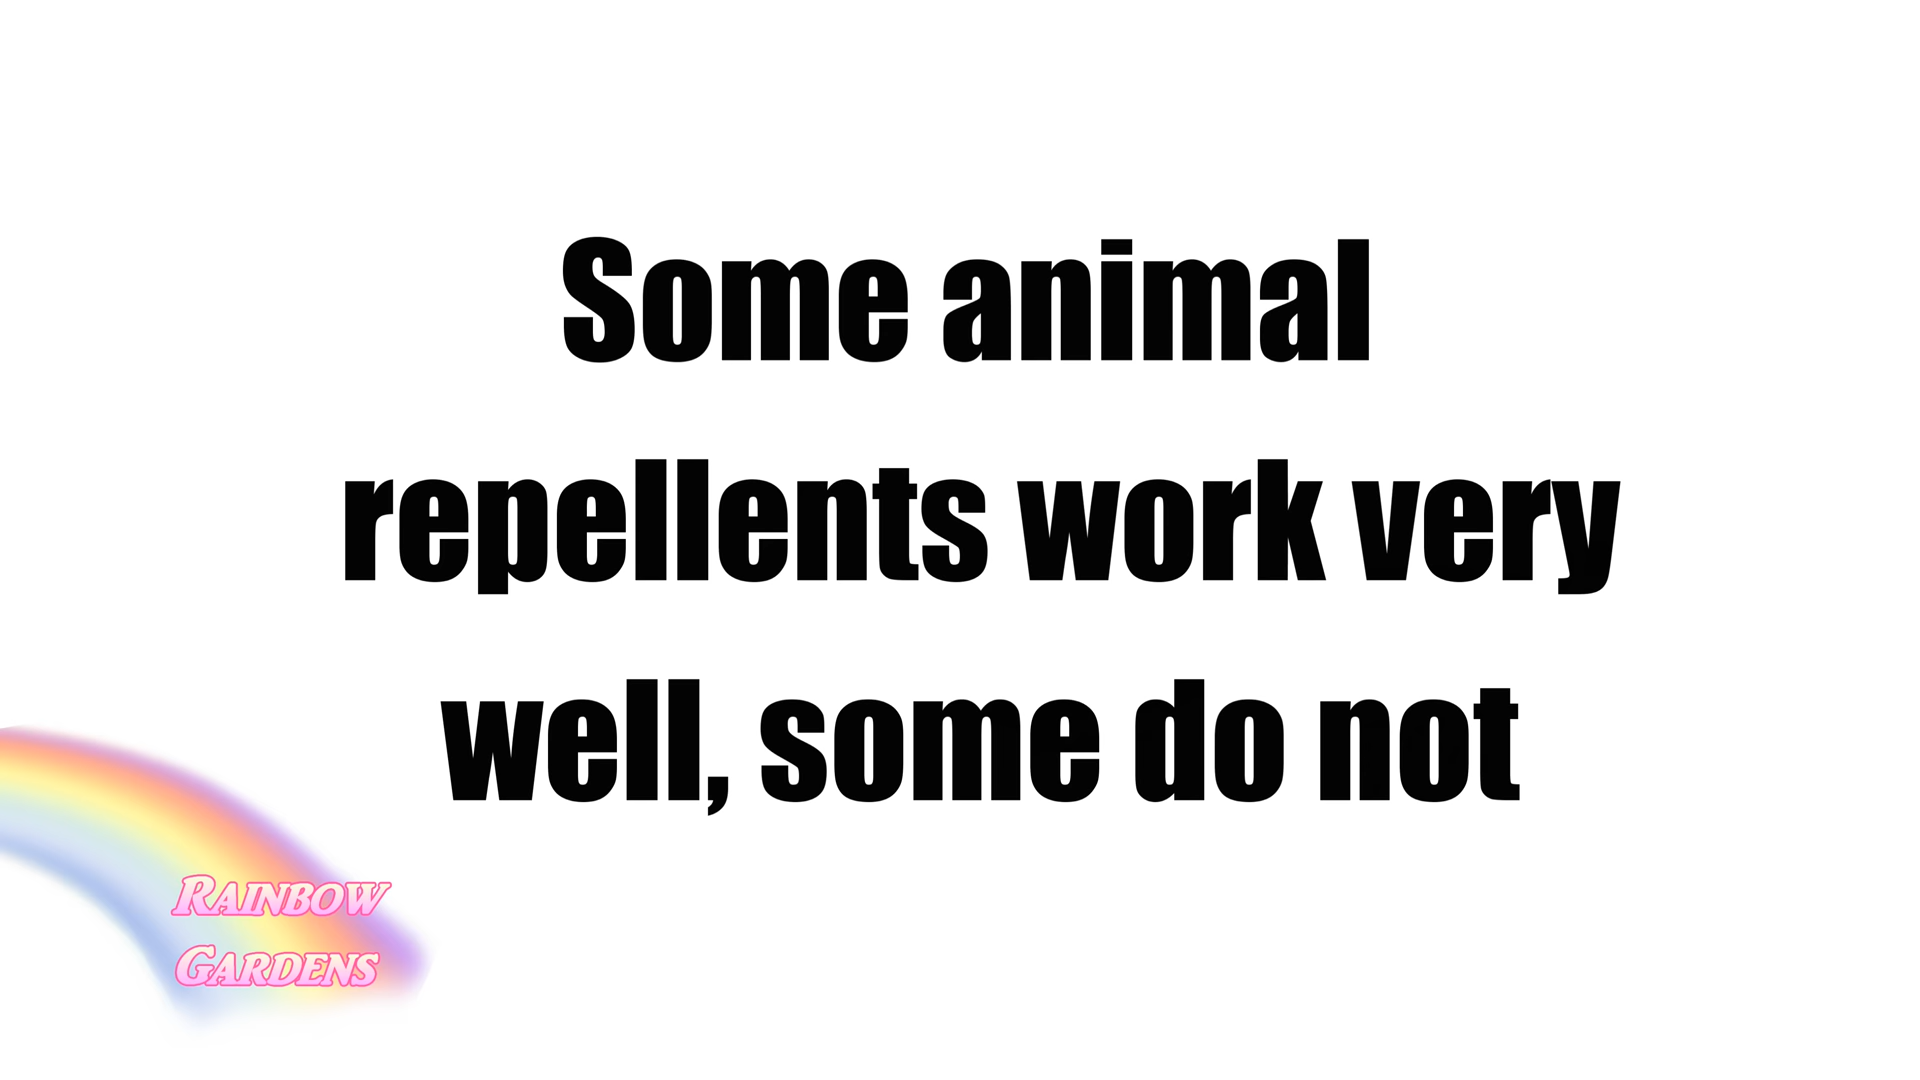 Some animal
repellents work very
well, some do not
Rainbow
Gardens